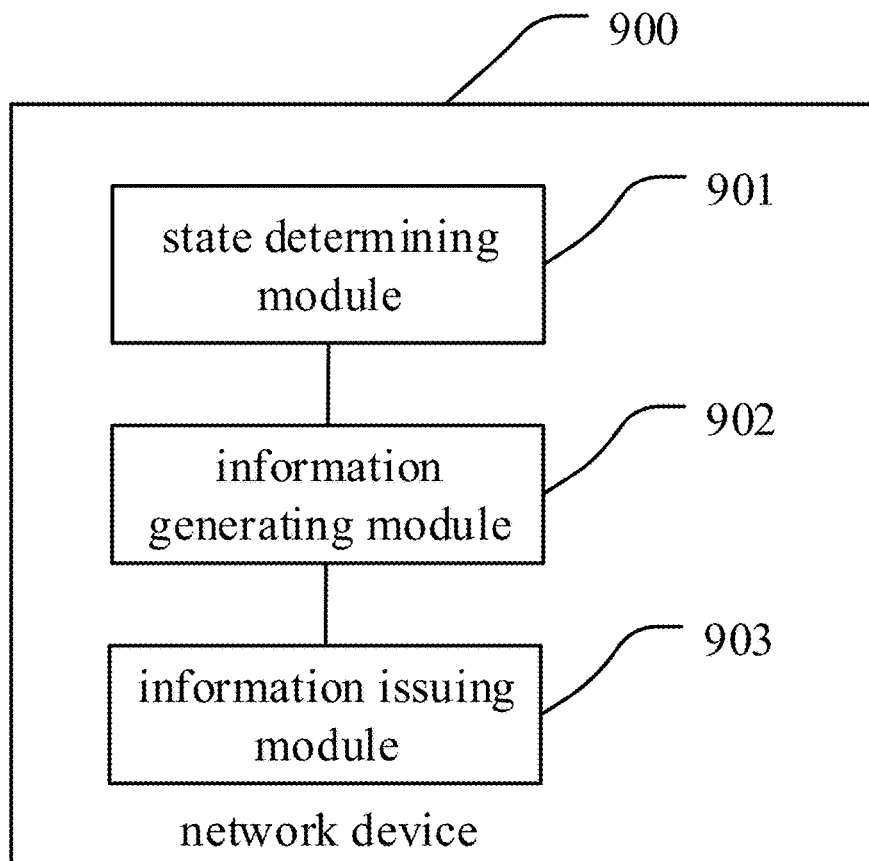 900
901
state determining
module
902
information
generating module
903
information issuing
module
network device